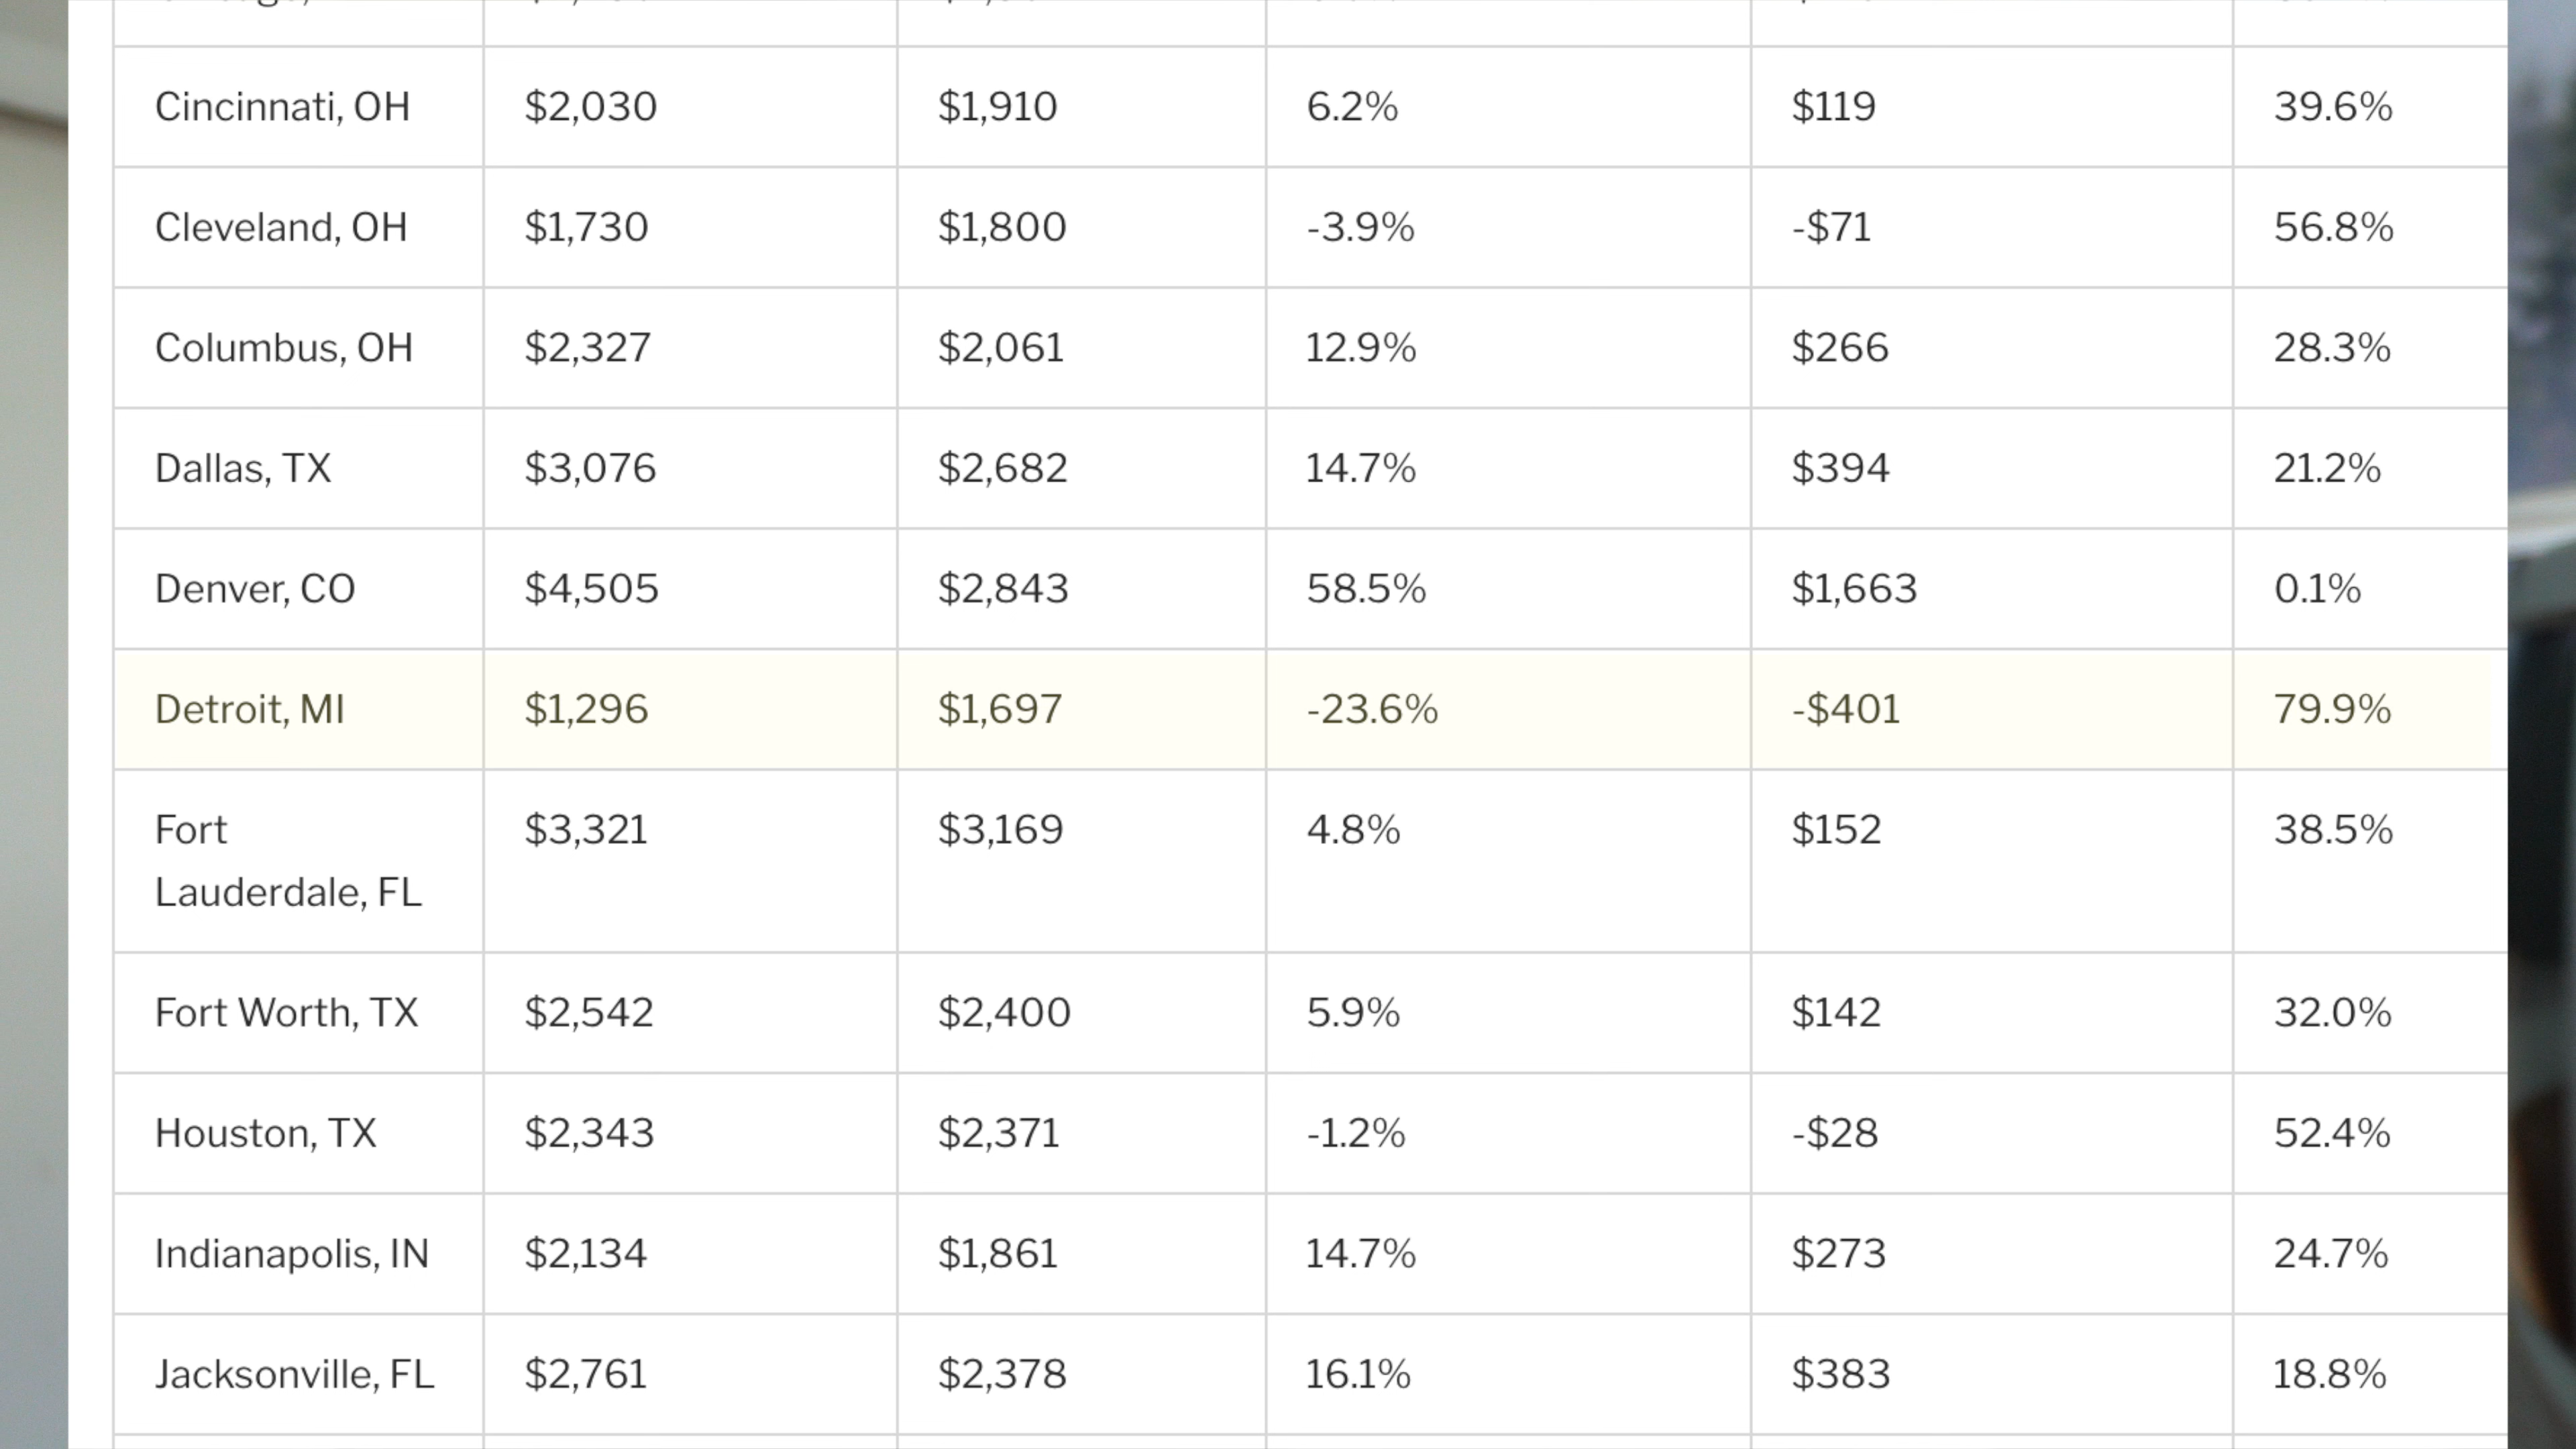 Cincinnati, OH $2,030 $1,910 6.2% $119 39.6%
Cleveland, OH $1,730 $1,800 -3.9% -$71 56.8%
Columbus, OH $2,327 $2,061 12.9% $266 28.3%
Dallas, TX $3,076 $2,682 14.7% $394 21.2%
Denver, CO $4,505 $2,843 58.5% $1,663 0.1%
Detroit, MI $1,296 $1,697 -23.6% -$401 79.9%
Fort $3,321 $3,169 4.8% $152 38.5%
Lauderdale, FL
Fort Worth, TX $2,542 $2,400 5.9% $142 32.0%
Houston, TX $2,343 $2,371 -1.2% -$28 52.4%
Indianapolis, IN $2,134 $1,861 14.7% $273 24.7%
Jacksonville, FL $2,761 $2,378 16.1% $383 18.8%